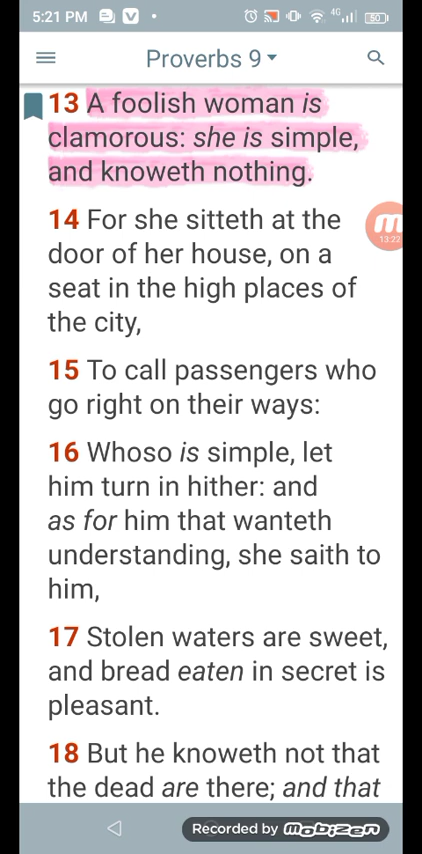 5:21 PM 4G 50
Proverbs 9
13 A foolish woman is
clamorous: she is simple,
and knoweth nothing.
14 For she sitteth at the
door of her house, on a
seat in the high places of
the city,
13:22
15 To call passengers who
go right on their ways:
16 Whoso is simple, let
him turn in hither: and
as for him that wanteth
understanding, she saith to
him,
17 Stolen waters are sweet,
and bread eaten in secret is
pleasant.
18 But he knoweth not that
the dead are there; and that
Recorded by mobizen